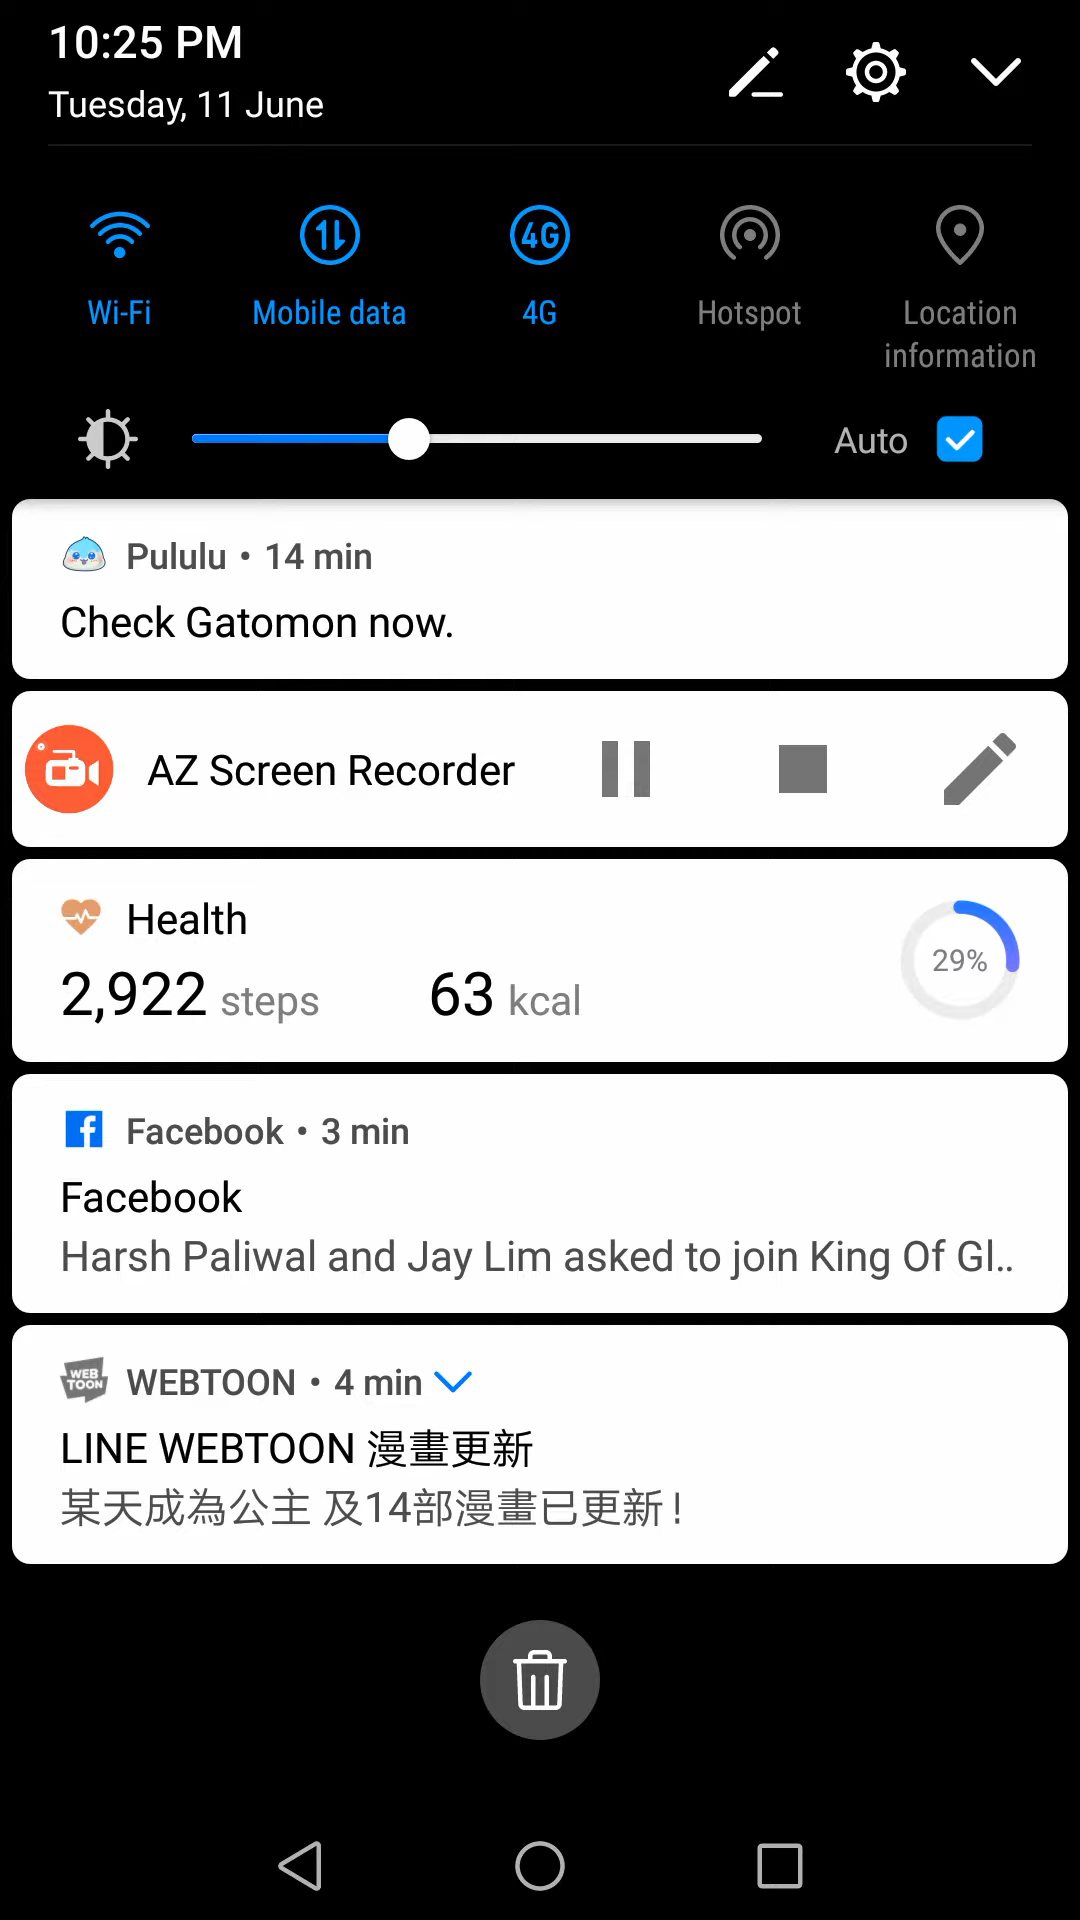 10:25 PM
Tuesday, 11 June
Wi-Fi
Mobile data
4G
4G
Hotspot
Location
information
Auto
Pululu • 14 min
Check Gatomon now.
AZ Screen Recorder
Health
2,922 steps 63 kcal
29%
Facebook • 3 min
Facebook
Harsh Paliwal and Jay Lim asked to join King Of Gl..
WEB
TOON
WEBTOON • 4 min
LINE WEBTOON 漫畫更新
某天成為公主 及14部漫畫已更新！